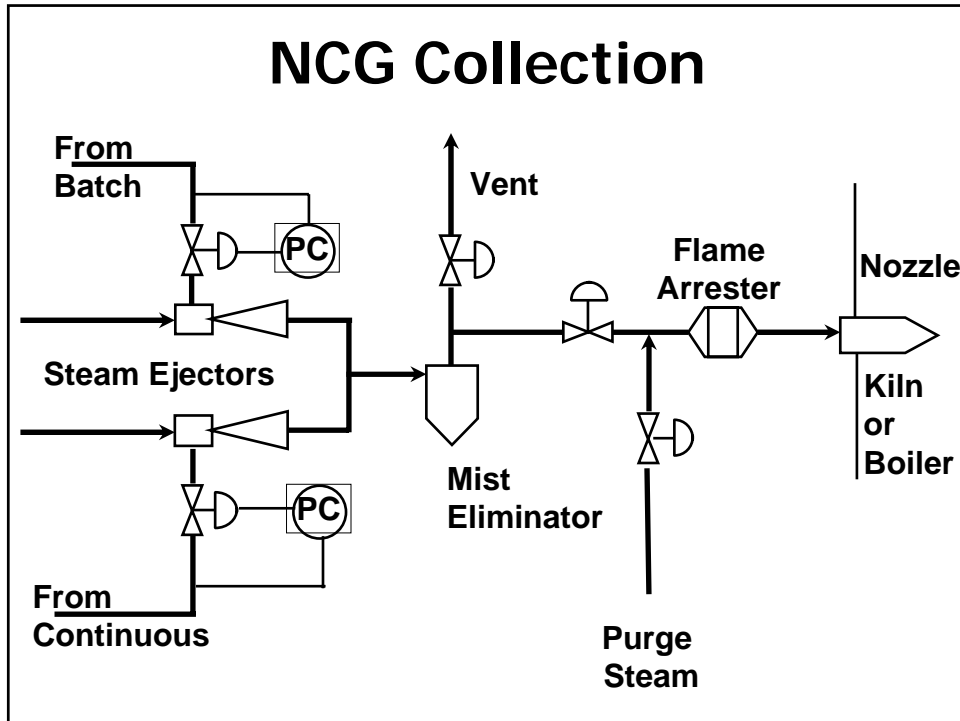 NCG Collection
From
Batch
PC
Vent
Flame
Arrester
Nozzle
Steam Ejectors
Kiln
or
Boiler
PC
Mist
Eliminator
From
Continuous
Purge
Steam